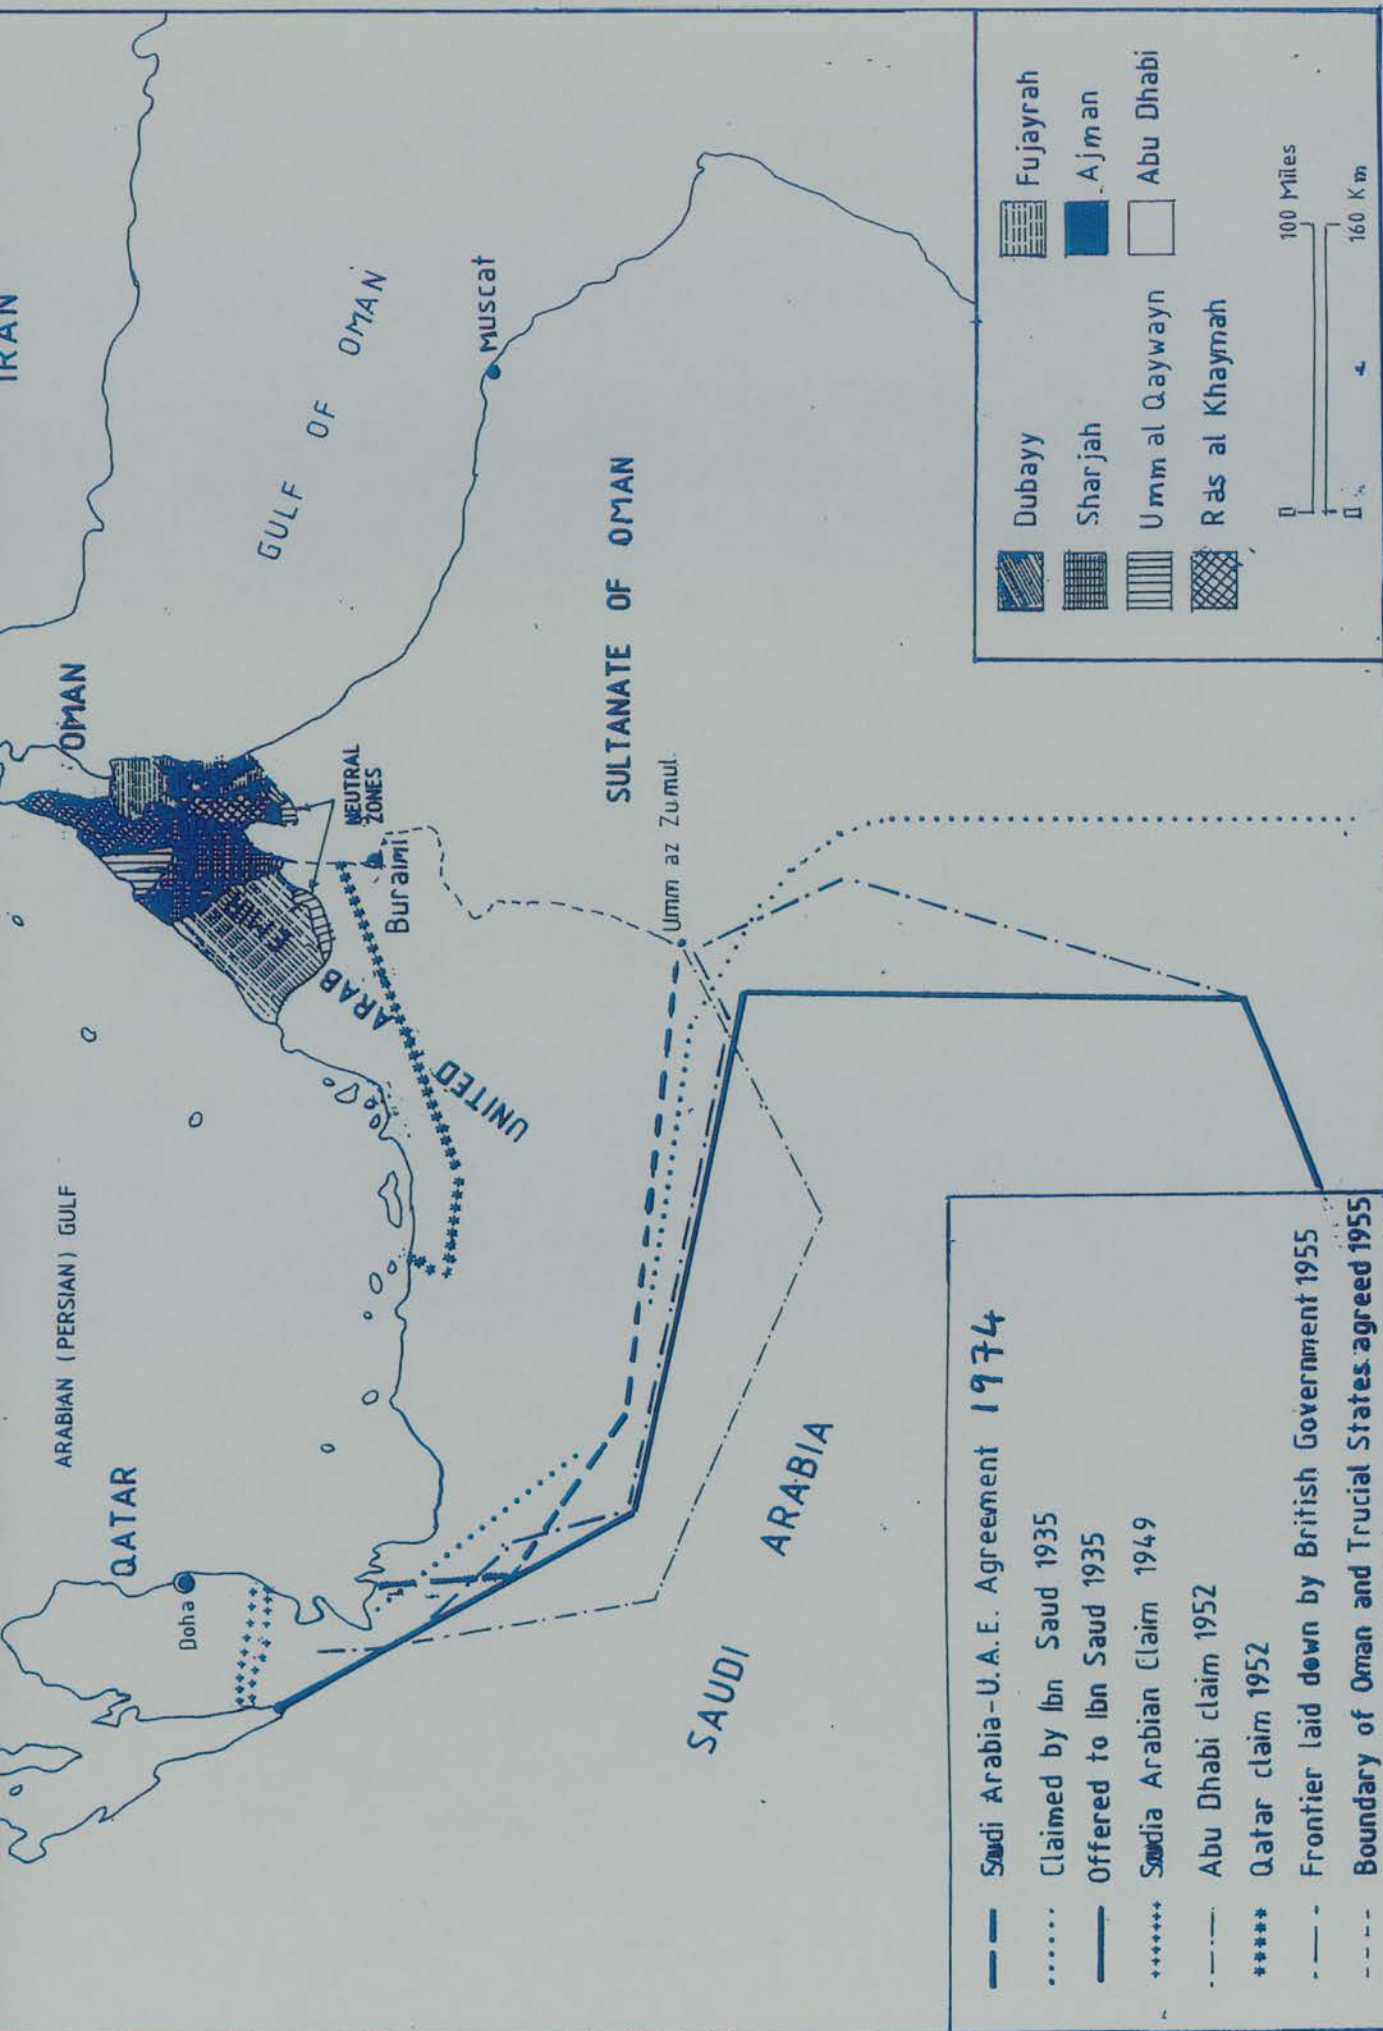 IRAN
OMAN
GULF OF OMAN
Muscat
NEUTRAL
ZONES
Buraimi
UNITED ARAB EMIR
SULTANATE OF OMAN
Umm az Zumul
ARABIAN (PERSIAN) GULF
QATAR
Doha
SAUDI ARABIA
Saudi Arabia-U.A.E. Agreement 1974
Claimed by Ibn Saud 1935
Offered to Ibn Saud 1935
Saudia Arabian Claim 1949
Abu Dhabi claim 1952
Qatar claim 1952
Frontier laid down by British Government 1955
Boundary of Oman and Trucial States agreed 1955
Dubayy
Fujayrah
Sharjah
Ajman
Umm al Qaywayn
Abu Dhabi
Ras al Khaymah
0 100 Miles
0 160 Km